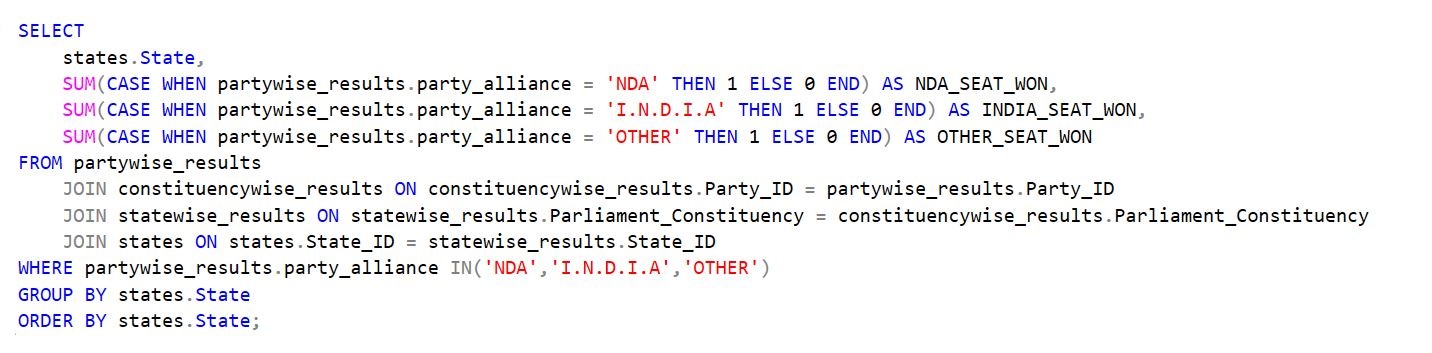 SELECT
    states.State,
    SUM(CASE WHEN partywise_results.party_alliance = 'NDA' THEN 1 ELSE 0 END) AS NDA_SEAT_WON,
    SUM(CASE WHEN partywise_results.party_alliance = 'I.N.D.I.A' THEN 1 ELSE 0 END) AS INDIA_SEAT_WON,
    SUM(CASE WHEN partywise_results.party_alliance = 'OTHER' THEN 1 ELSE 0 END) AS OTHER_SEAT_WON
FROM partywise_results
    JOIN constituencywise_results ON constituencywise_results.Party_ID = partywise_results.Party_ID
    JOIN statewise_results ON statewise_results.Parliament_Constituency = constituencywise_results.Parliament_Constituency
    JOIN states ON states.State_ID = statewise_results.State_ID
WHERE partywise_results.party_alliance IN('NDA','I.N.D.I.A','OTHER')
GROUP BY states.State
ORDER BY states.State;